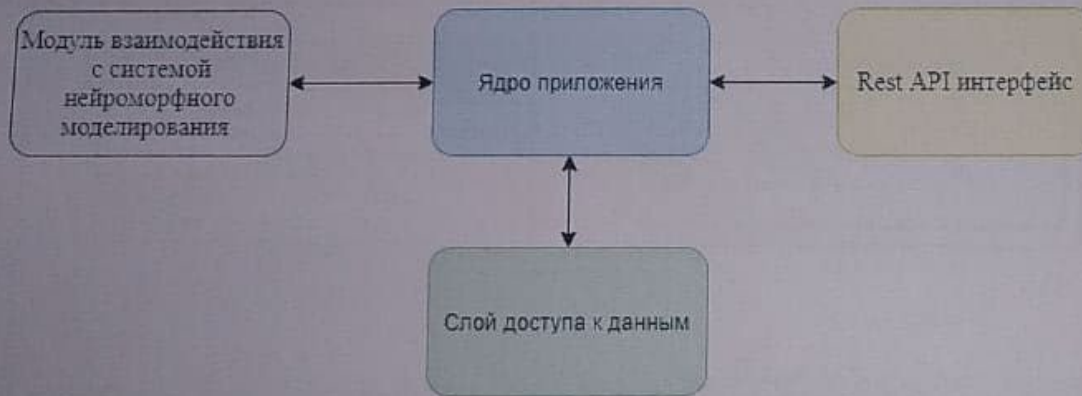 Модуль взаимодействия
с системой
нейроморфного
моделирования
Ядро приложения
Rest API интерфейс
Слой доступа к данным